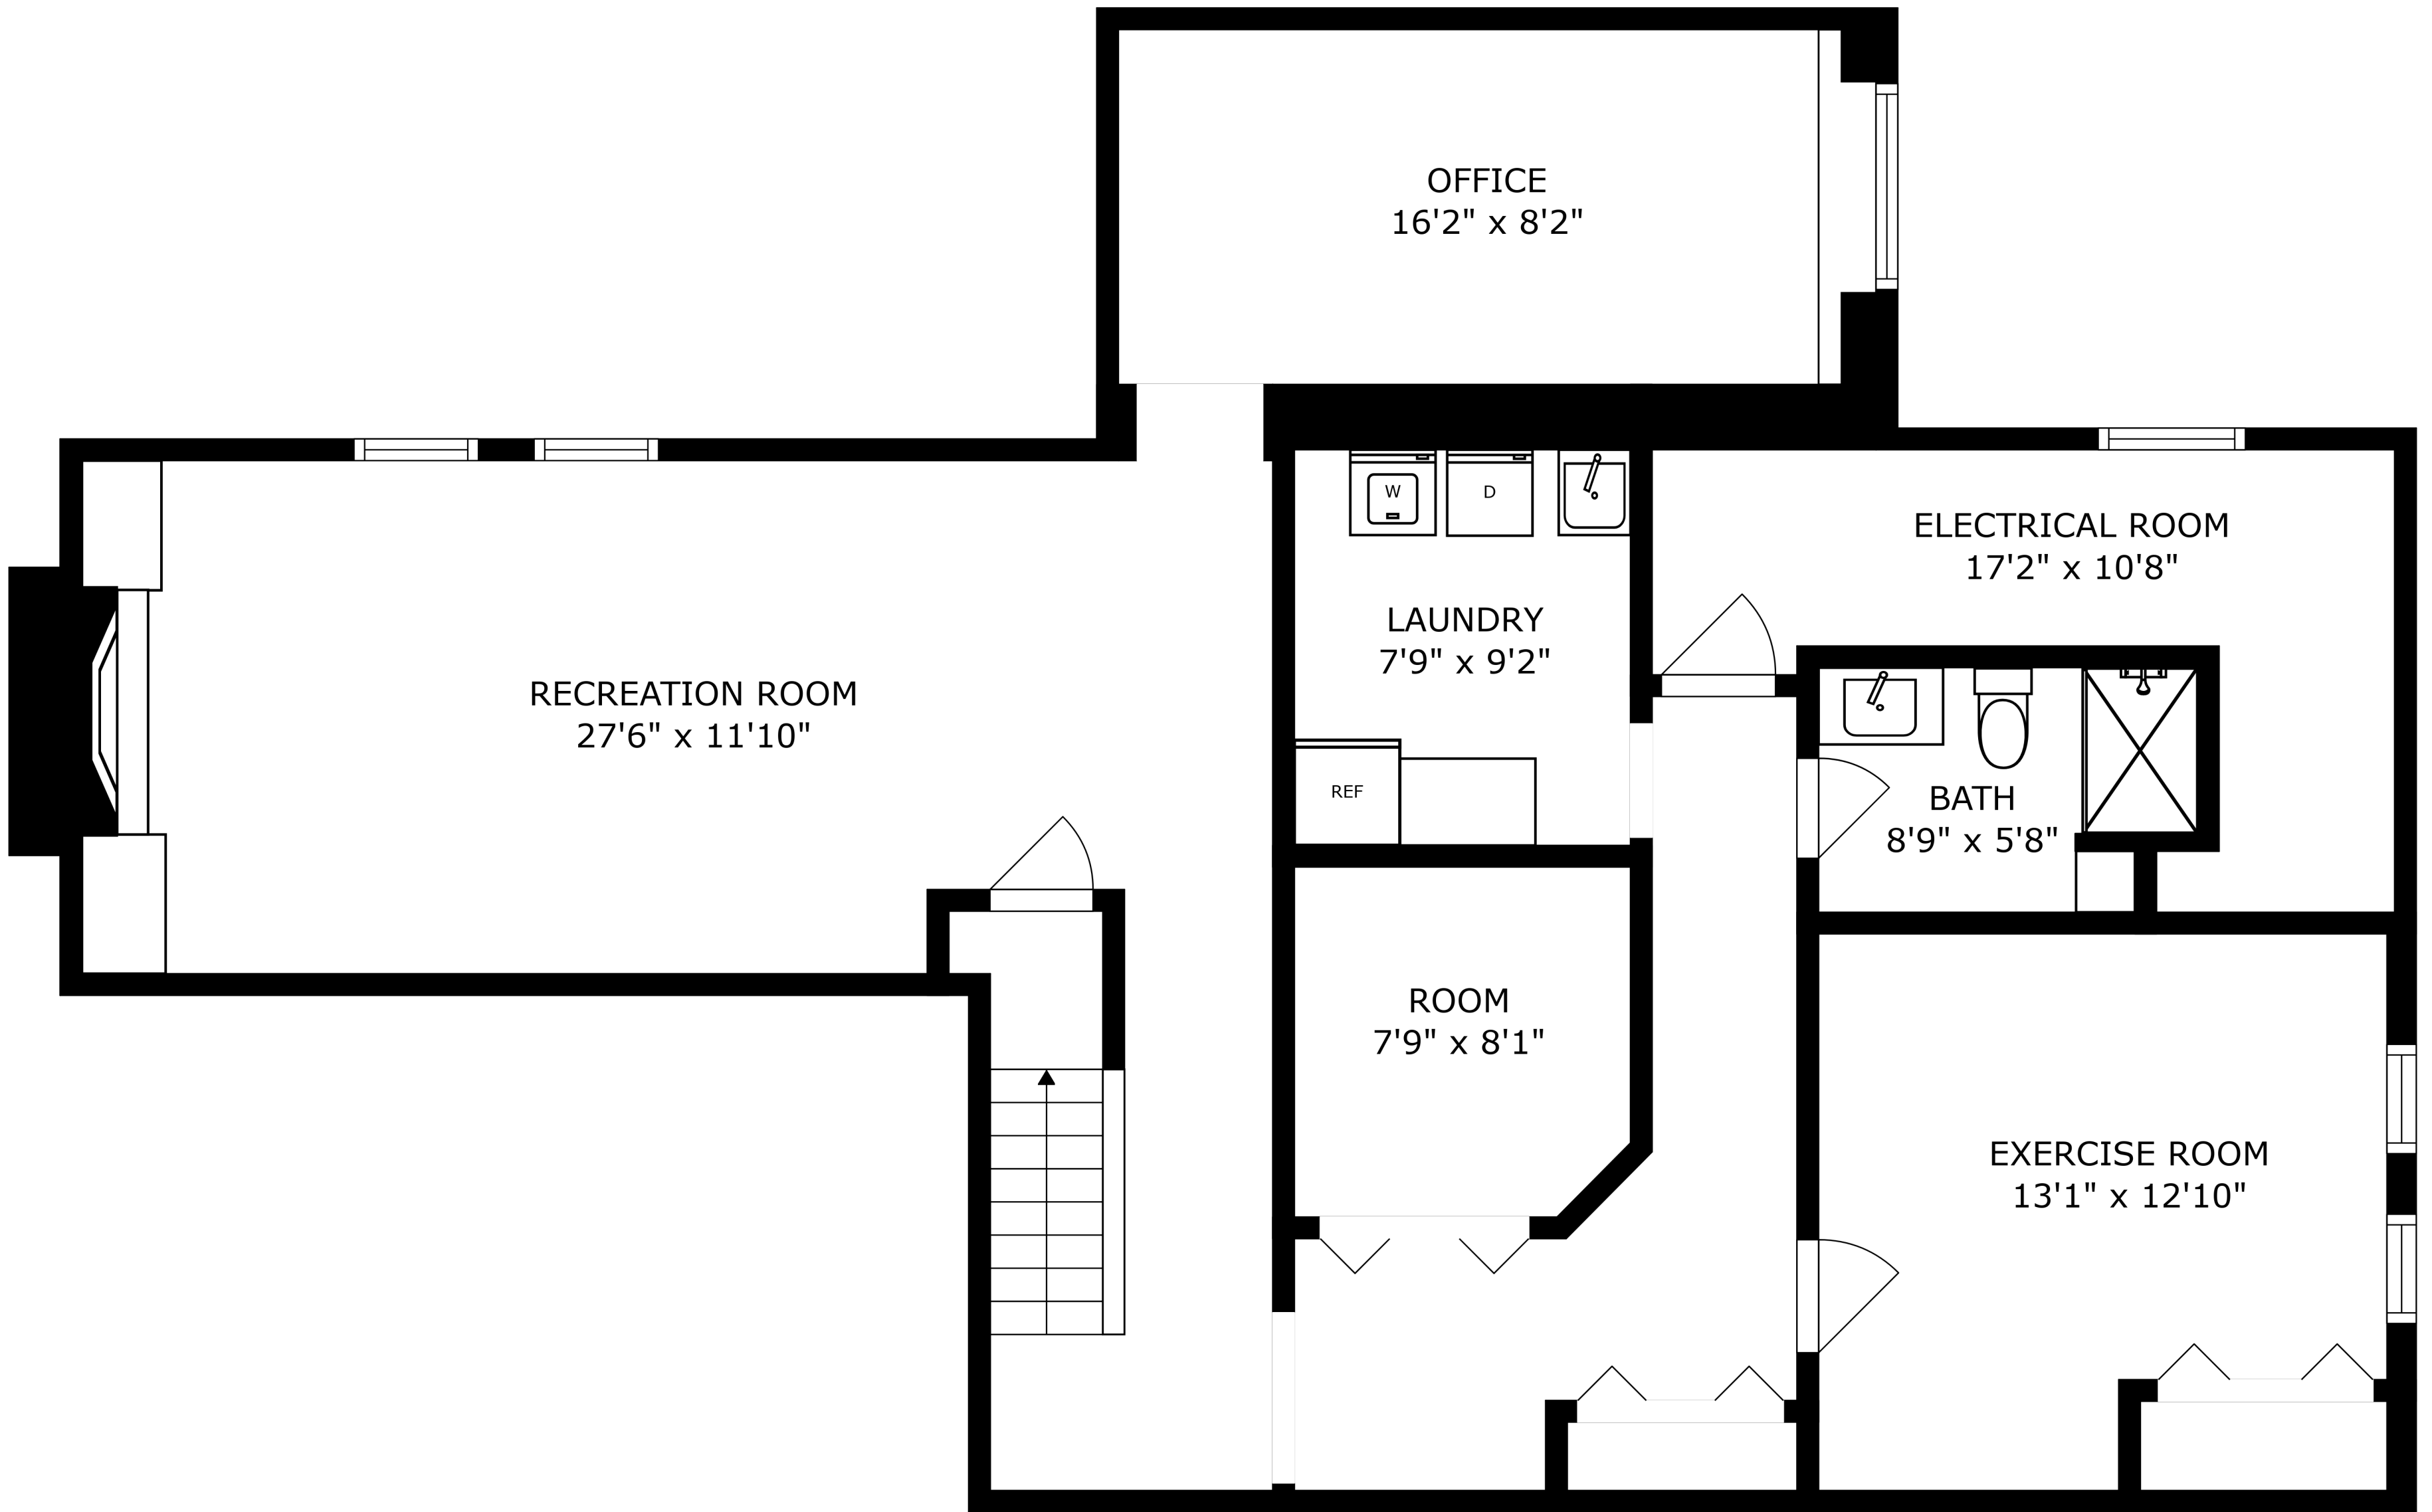 OFFICE
16'2" x 8'2"
W
D
ELECTRICAL ROOM
17'2" x 10'8"
LAUNDRY
7'9" x 9'2"
RECREATION ROOM
27'6" x 11'10"
REF
BATH
8'9" x 5'8"
ROOM
7'9" x 8'1"
EXERCISE ROOM
13'1" x 12'10"